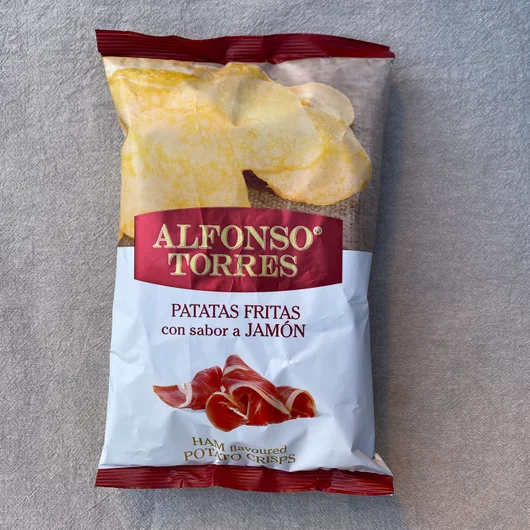 ALFONSO®
TORRES
PATATAS FRITAS
con sabor a JAMÓN
HAM flavoured
POTATO CRISPS